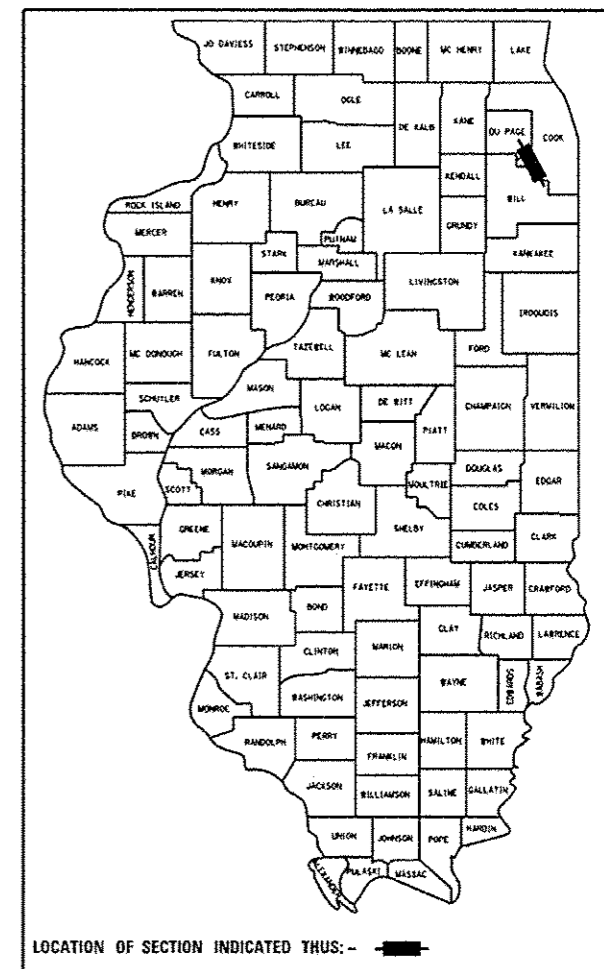 JO DAVIESS STEPHENSON WINNEBAGO BOONE MC HENRY LAKE
CARROLL OGLE DE KALB KANE DU PAGE COOK
WHITESIDE LEE
KENDALL WILL
ROCK ISLAND HENRY BUREAU LA SALLE GRUNDY
MERCER PUTNAM KANKAKEE
STARK MARSHALL
HENDERSON WARREN KNOX PEORIA WOODFORD LIVINGSTON IROQUOIS
HANCOCK MC DONOUGH FULTON TAZEWELL MC LEAN FORD
MASON
SCHUYLER LOGAN DE WITT CHAMPAIGN VERMILION
ADAMS BROWN CASS MENARD PIATT
MACON
PIKE SCOTT MORGAN SANGAMON MOULTRIE DOUGLAS EDGAR
CHRISTIAN COLES
GREENE MACOUPIN MONTGOMERY SHELBY CUMBERLAND CLARK
CALHOUN JERSEY
FAYETTE EFFINGHAM JASPER CRAWFORD
MADISON BOND
CLAY RICHLAND LAWRENCE
CLINTON MARION
ST. CLAIR WAYNE EDWARDS WABASH
WASHINGTON JEFFERSON
MONROE
RANDOLPH PERRY HAMILTON WHITE
FRANKLIN
JACKSON WILLIAMSON SALINE GALLATIN
UNION JOHNSON POPE HARDIN
ALEXANDER PULASKI MASSAC
LOCATION OF SECTION INDICATED THUS: -